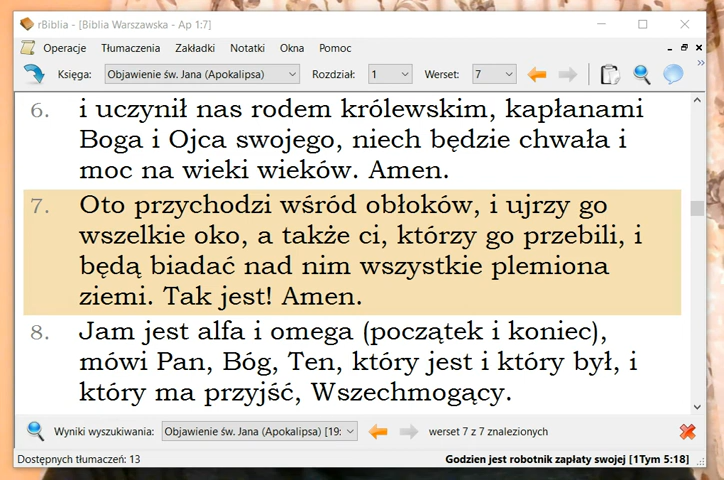 rBiblia - [Biblia Warszawska - Ap 1:7]
Operacje Tłumaczenia Zakładki Notatki Okna Pomoc
Księga: Objawienie św. Jana (Apokalipsa) Rozdział: 1 Werset: 7
6. i uczynił nas rodem królewskim, kapłanami
Boga i Ojca swojego, niech będzie chwała i
moc na wieki wieków. Amen.
7. Oto przychodzi wśród obłoków, i ujrzy go
wszelkie oko, a także ci, którzy go przebili, i
będą biadać nad nim wszystkie plemiona
ziemi. Tak jest! Amen.
8. Jam jest alfa i omega (początek i koniec),
mówi Pan, Bóg, Ten, który jest i który był, i
który ma przyjść, Wszechmogący.
Wyniki wyszukiwania: Objawienie św. Jana (Apokalipsa) [19: werset 7 z 7 znalezionych
Dostępnych tłumaczeń: 13 Godzien jest robotnik zapłaty swojej [1Tym 5:18]